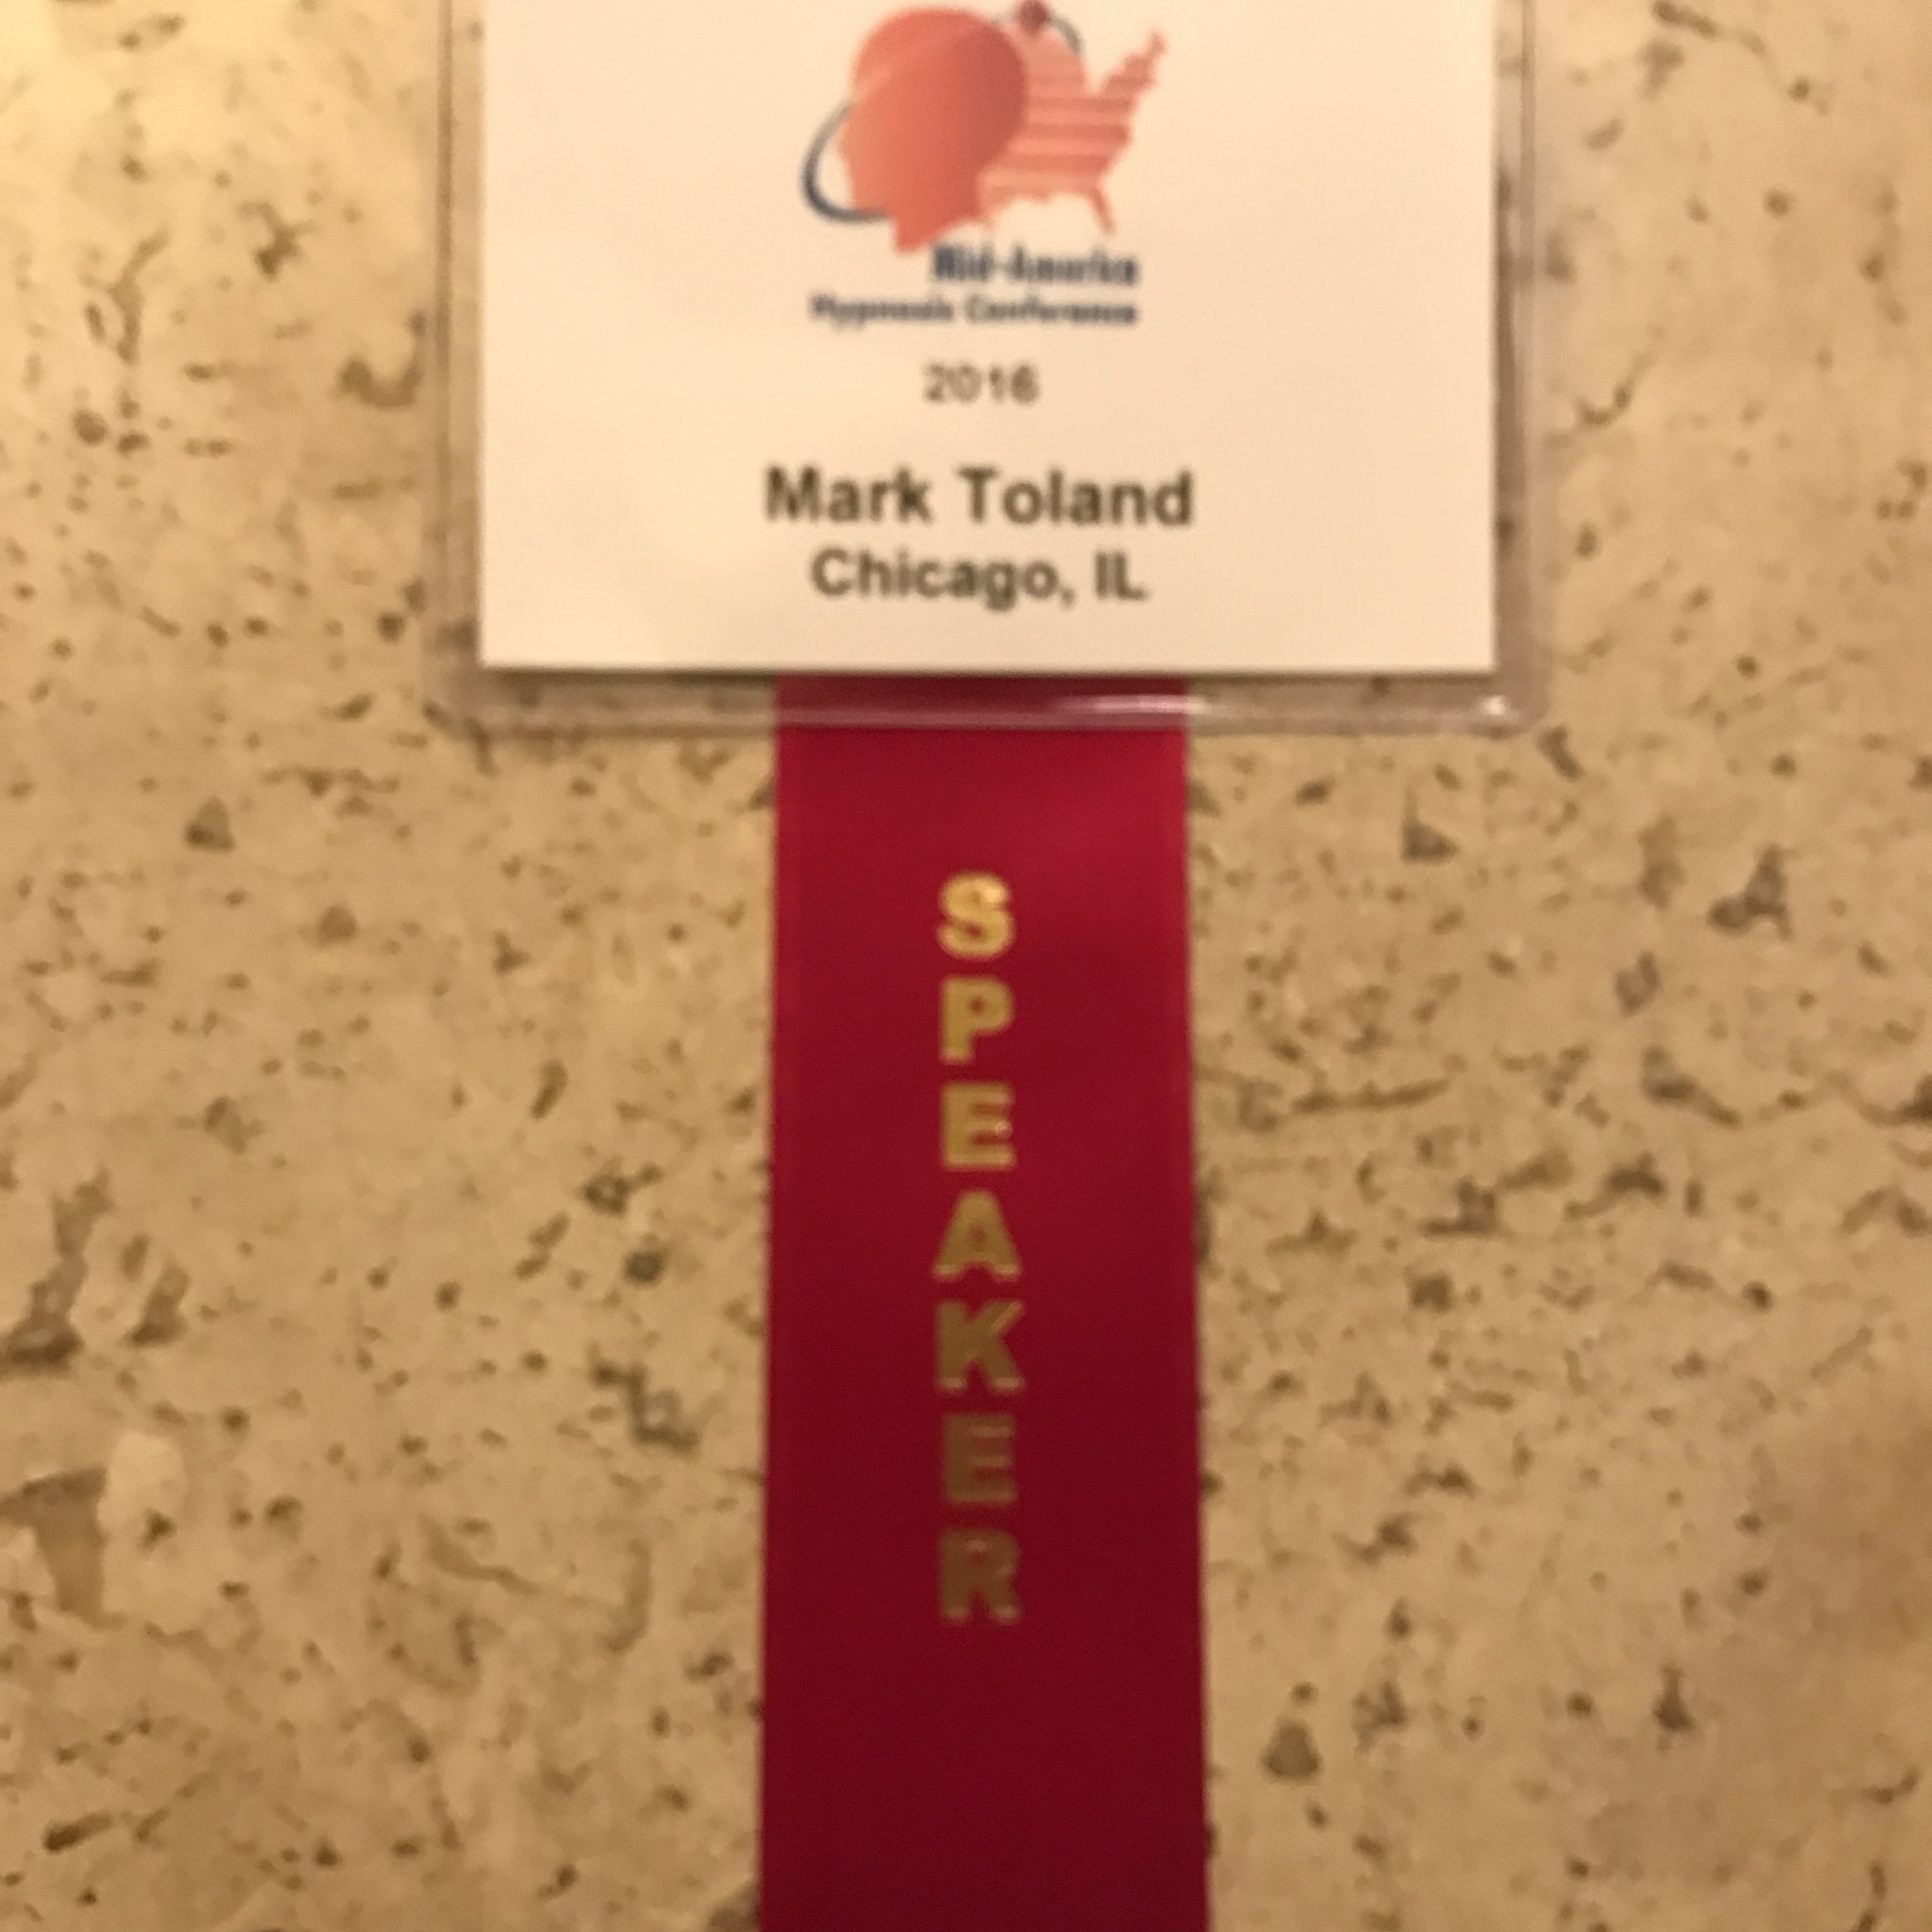 Mid-America
Hypnosis Conference
2016
Mark Toland
Chicago, IL
SPEAKER